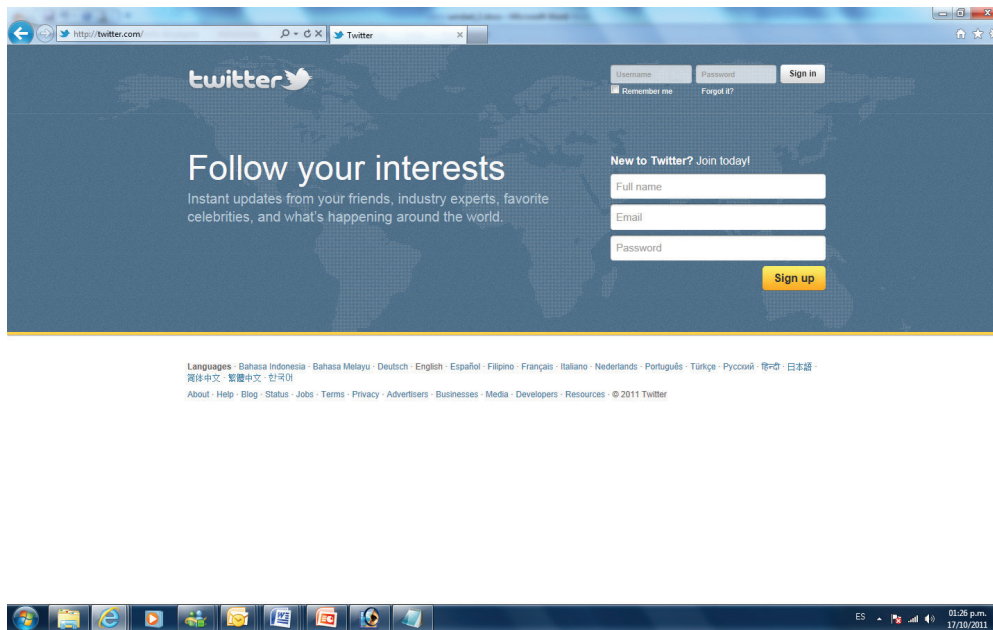 http://twitter.com/
Twitter
twitter
Username
Password
Sign in
Remember me
Forgot it?
Follow your interests
Instant updates from your friends, industry experts, favorite
celebrities, and what's happening around the world.
New to Twitter? Join today!
Full name
Email
Password
Sign up
Languages · Bahasa Indonesia · Bahasa Melayu · Deutsch · English · Español · Filipino · Français · Italiano · Nederlands · Português · Türkçe · Русский · हिन्दी · 日本語 ·
简体中文 · 繁體中文 · 한국어
About · Help · Blog · Status · Jobs · Terms · Privacy · Advertisers · Businesses · Media · Developers · Resources · © 2011 Twitter
ES
01:26 p.m.
17/10/2011